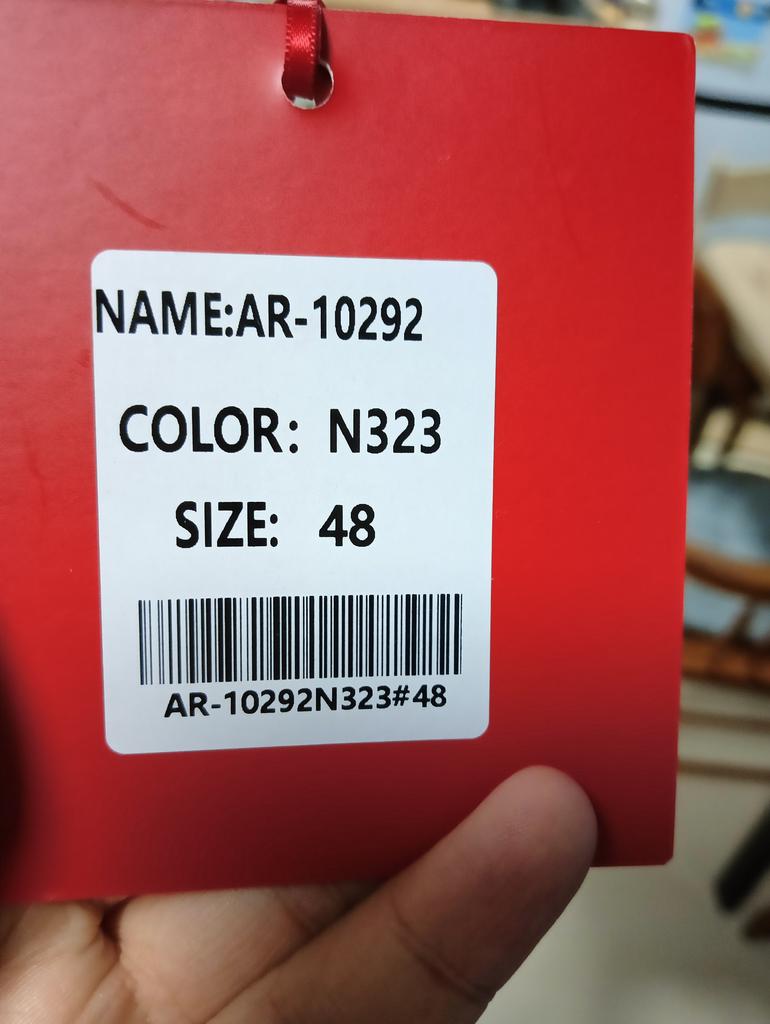 NAME:AR-10292
COLOR: N323
SIZE: 48
AR-10292N323#48